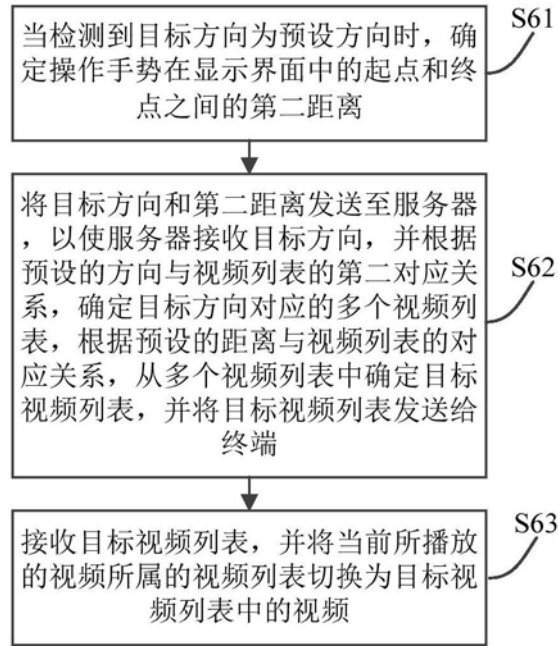 S61
当检测到目标方向为预设方向时，确
定操作手势在显示界面中的起点和终
点之间的第二距离
将目标方向和第二距离发送至服务器
，以使服务器接收目标方向，并根据
预设的方向与视频列表的第二对应关
系，确定目标方向对应的多个视频列
表，根据预设的距离与视频列表的对
应关系，从多个视频列表中确定目标
视频列表，并将目标视频列表发送给
终端
S62
接收目标视频列表，并将当前所播放
的视频所属的视频列表切换为目标视
频列表中的视频
S63